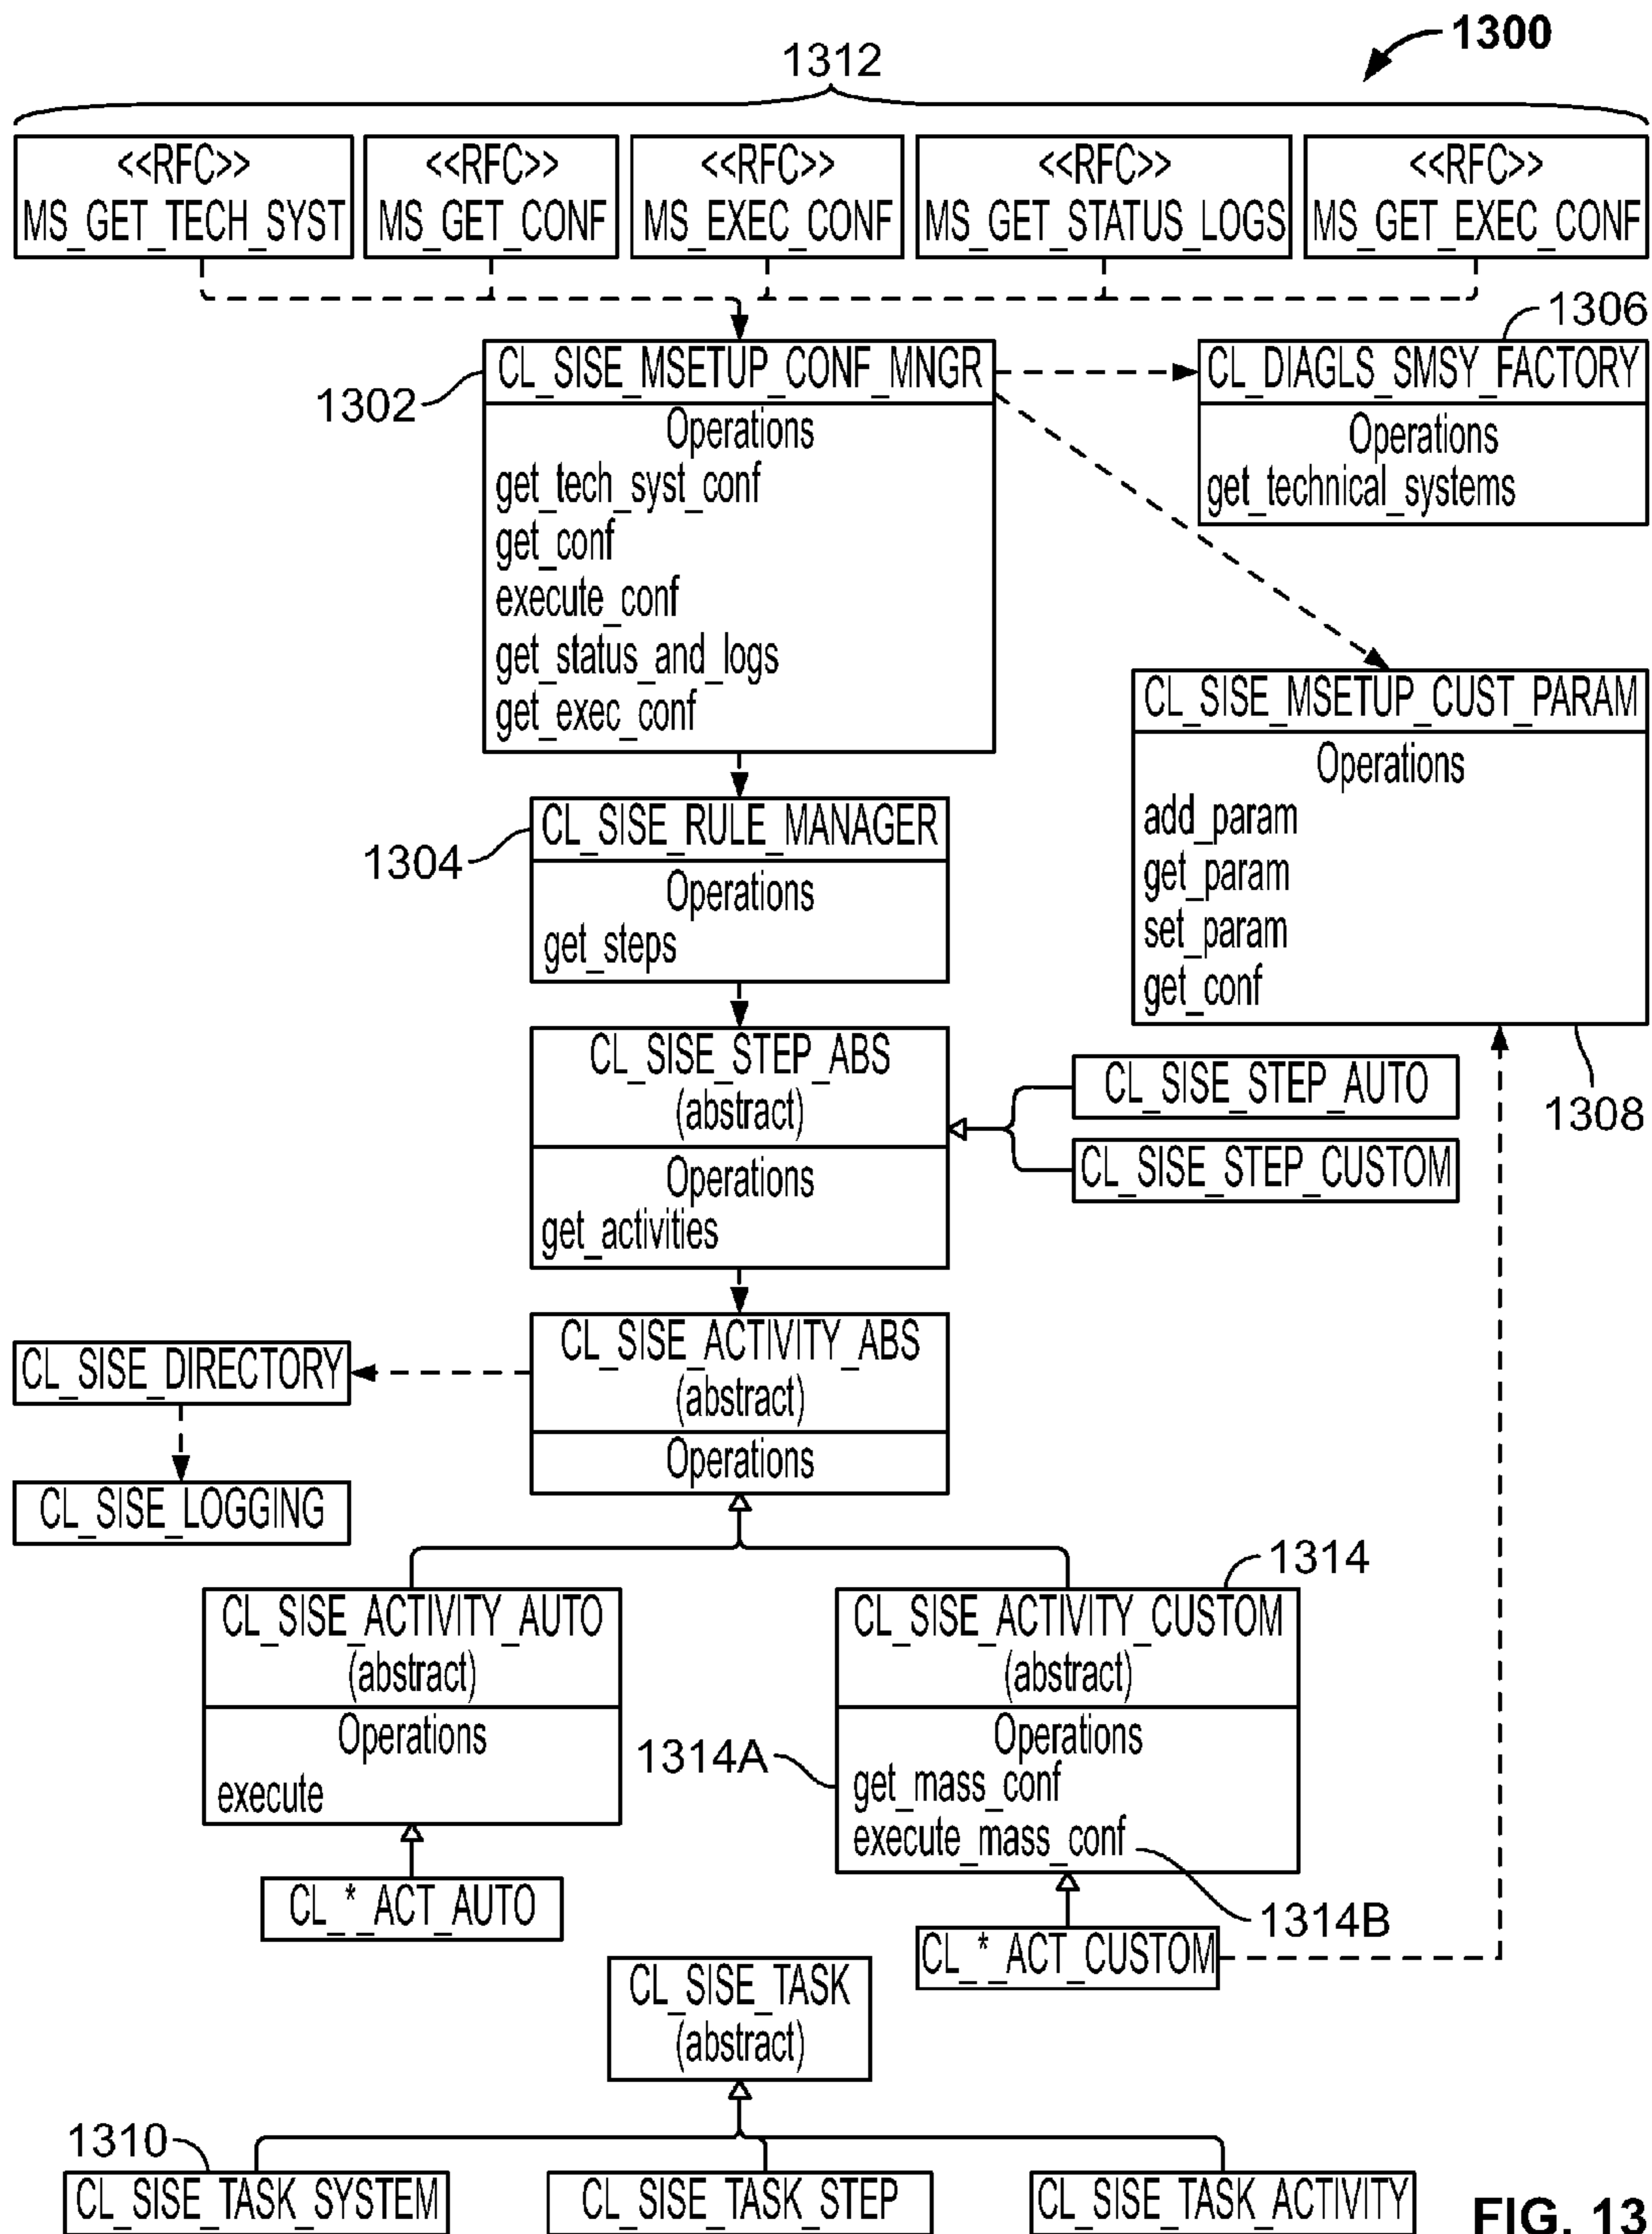 1300
1312
<<RFC>>
MS_GET_TECH_SYST
<<RFC>>
MS_GET_CONF
<<RFC>>
MS_EXEC_CONF
<<RFC>>
MS_GET_STATUS_LOGS
<<RFC>>
MS_GET_EXEC_CONF
1302
CL_SISE_MSETUP_CONF_MNGR
Operations
get_tech_syst_conf
get_conf
execute_conf
get_status_and_logs
get_exec_conf
1306
CL_DIAGLS_SMSY_FACTORY
Operations
get_technical_systems
CL_SISE_MSETUP_CUST_PARAM
Operations
add_param
get_param
set_param
get_conf
1308
1304
CL_SISE_RULE_MANAGER
Operations
get_steps
CL_SISE_STEP_ABS
(abstract)
Operations
get_activities
CL_SISE_STEP_AUTO
CL_SISE_STEP_CUSTOM
CL_SISE_ACTIVITY_ABS
(abstract)
Operations
CL_SISE_DIRECTORY
CL_SISE_LOGGING
CL_SISE_ACTIVITY_AUTO
(abstract)
Operations
execute
CL_*_ACT_AUTO
1314
CL_SISE_ACTIVITY_CUSTOM
(abstract)
Operations
1314A
get_mass_conf
execute_mass_conf
1314B
CL_*_ACT_CUSTOM
CL_SISE_TASK
(abstract)
1310
CL_SISE_TASK_SYSTEM
CL_SISE_TASK_STEP
CL_SISE_TASK_ACTIVITY
FIG. 13